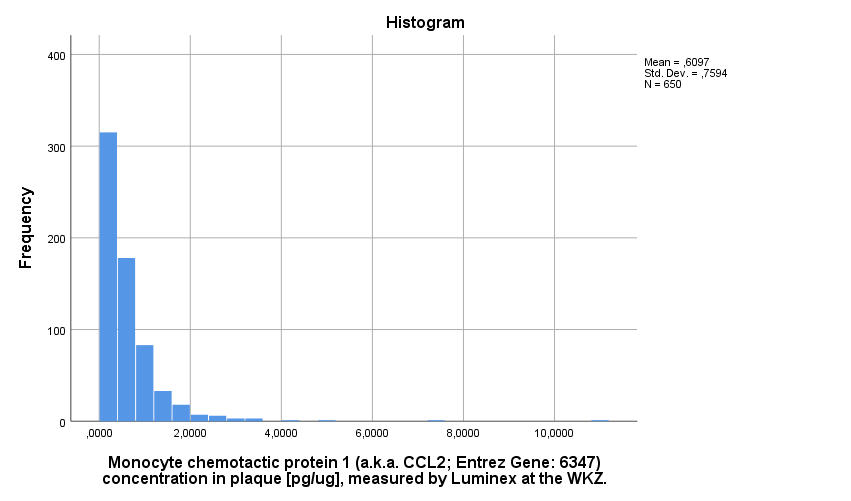 Histogram
Mean = ,6097
Std. Dev. = ,7594
N = 650
400
300
200
100
0
Frequency
,0000 2,0000 4,0000 6,0000 8,0000 10,0000
Monocyte chemotactic protein 1 (a.k.a. CCL2; Entrez Gene: 6347)
concentration in plaque [pg/ug], measured by Luminex at the WKZ.